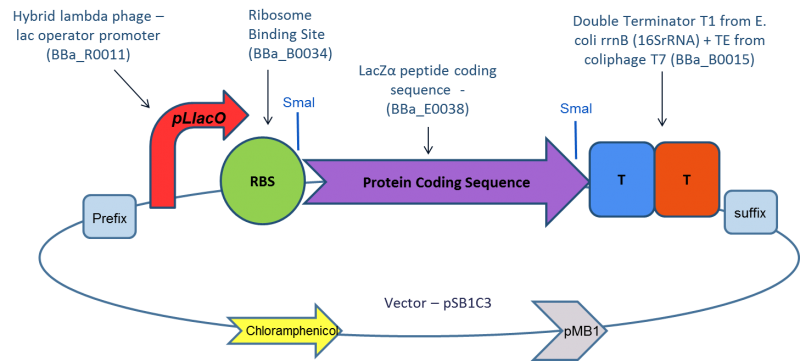 Hybrid lambda phage –
lac operator promoter
(BBa_R0011)
Ribosome
Binding Site
(BBa_B0034)
LacZα peptide coding
sequence -
(BBa_E0038)
Double Terminator T1 from E.
coli rrnB (16SrRNA) + TE from
coliphage T7 (BBa_B0015)
SmaI
SmaI
pLlacO
RBS
Protein Coding Sequence
T
T
Prefix
suffix
Vector – pSB1C3
Chloramphenicol
pMB1